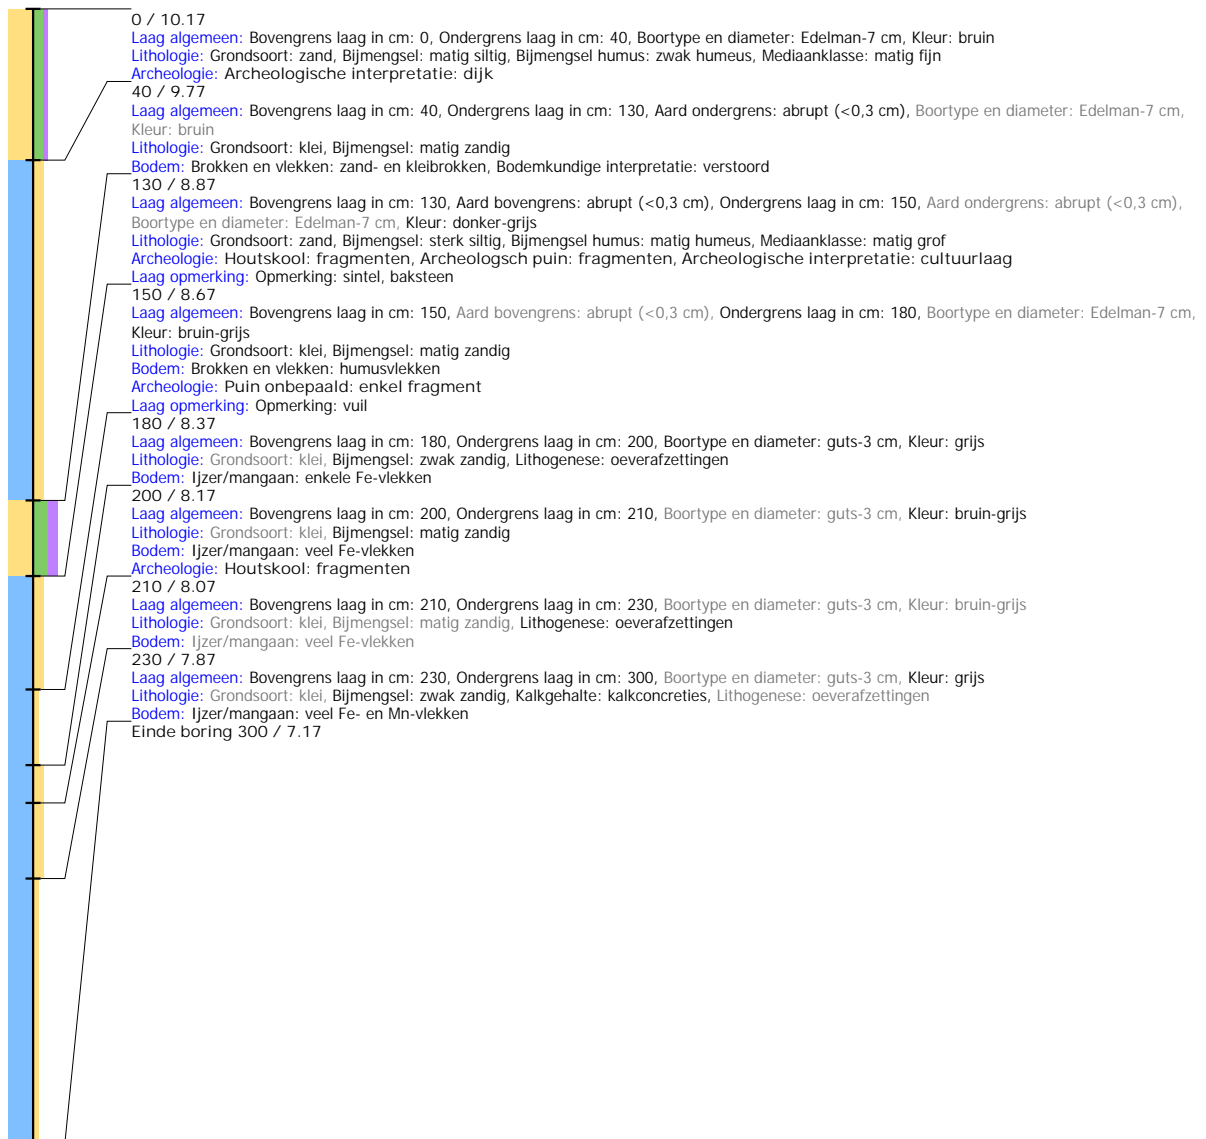 0 / 10.17
Laag algemeen: Bovengrens laag in cm: 0, Ondergrens laag in cm: 40, Boortype en diameter: Edelman-7 cm, Kleur: bruin
Lithologie: Grondsoort: zand, Bijmengsel: matig siltig, Bijmengsel humus: zwak humeus, Mediaanklasse: matig fijn
Archeologie: Archeologische interpretatie: dijk
40 / 9.77
Laag algemeen: Bovengrens laag in cm: 40, Ondergrens laag in cm: 130, Aard ondergrens: abrupt (<0,3 cm), Boortype en diameter: Edelman-7 cm,
Kleur: bruin
Lithologie: Grondsoort: klei, Bijmengsel: matig zandig
Bodem: Brokken en vlekken: zand- en kleibrokken, Bodemkundige interpretatie: verstoord
130 / 8.87
Laag algemeen: Bovengrens laag in cm: 130, Aard bovengrens: abrupt (<0,3 cm), Ondergrens laag in cm: 150, Aard ondergrens: abrupt (<0,3 cm),
Boortype en diameter: Edelman-7 cm, Kleur: donker-grijs
Lithologie: Grondsoort: zand, Bijmengsel: sterk siltig, Bijmengsel humus: matig humeus, Mediaanklasse: matig grof
Archeologie: Houtskool: fragmenten, Archeologsch puin: fragmenten, Archeologische interpretatie: cultuurlaag
Laag opmerking: Opmerking: sintel, baksteen
150 / 8.67
Laag algemeen: Bovengrens laag in cm: 150, Aard bovengrens: abrupt (<0,3 cm), Ondergrens laag in cm: 180, Boortype en diameter: Edelman-7 cm,
Kleur: bruin-grijs
Lithologie: Grondsoort: klei, Bijmengsel: matig zandig
Bodem: Brokken en vlekken: humusvlekken
Archeologie: Puin onbepaald: enkel fragment
Laag opmerking: Opmerking: vuil
180 / 8.37
Laag algemeen: Bovengrens laag in cm: 180, Ondergrens laag in cm: 200, Boortype en diameter: guts-3 cm, Kleur: grijs
Lithologie: Grondsoort: klei, Bijmengsel: zwak zandig, Lithogenese: oeverafzettingen
Bodem: Ijzer/mangaan: enkele Fe-vlekken
200 / 8.17
Laag algemeen: Bovengrens laag in cm: 200, Ondergrens laag in cm: 210, Boortype en diameter: guts-3 cm, Kleur: bruin-grijs
Lithologie: Grondsoort: klei, Bijmengsel: matig zandig
Bodem: Ijzer/mangaan: veel Fe-vlekken
Archeologie: Houtskool: fragmenten
210 / 8.07
Laag algemeen: Bovengrens laag in cm: 210, Ondergrens laag in cm: 230, Boortype en diameter: guts-3 cm, Kleur: bruin-grijs
Lithologie: Grondsoort: klei, Bijmengsel: matig zandig, Lithogenese: oeverafzettingen
Bodem: Ijzer/mangaan: veel Fe-vlekken
230 / 7.87
Laag algemeen: Bovengrens laag in cm: 230, Ondergrens laag in cm: 300, Boortype en diameter: guts-3 cm, Kleur: grijs
Lithologie: Grondsoort: klei, Bijmengsel: zwak zandig, Kalkgehalte: kalkconcreties, Lithogenese: oeverafzettingen
Bodem: Ijzer/mangaan: veel Fe- en Mn-vlekken
Einde boring 300 / 7.17